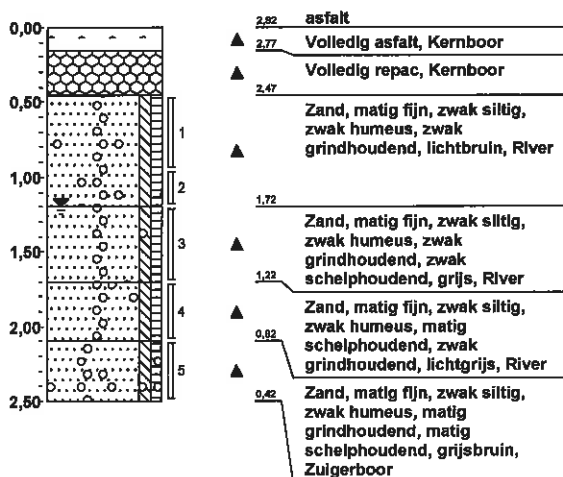 0,00
0,50
1,00
1,50
2,00
2,50
1
2
3
4
5
2,92 asfalt
2,77 Volledig asfalt, Kernboor
Volledig repac, Kernboor
2,47
Zand, matig fijn, zwak siltig,
zwak humeus, zwak
grindhoudend, lichtbruin, River
1,72
Zand, matig fijn, zwak siltig,
zwak humeus, zwak
grindhoudend, zwak
schelphoudend, grijs, River
1,22
Zand, matig fijn, zwak siltig,
zwak humeus, matig
schelphoudend, zwak
grindhoudend, lichtgrijs, River
0,82
0,42
Zand, matig fijn, zwak siltig,
zwak humeus, matig
grindhoudend, matig
schelphoudend, grijsbruin,
Zuigerboor